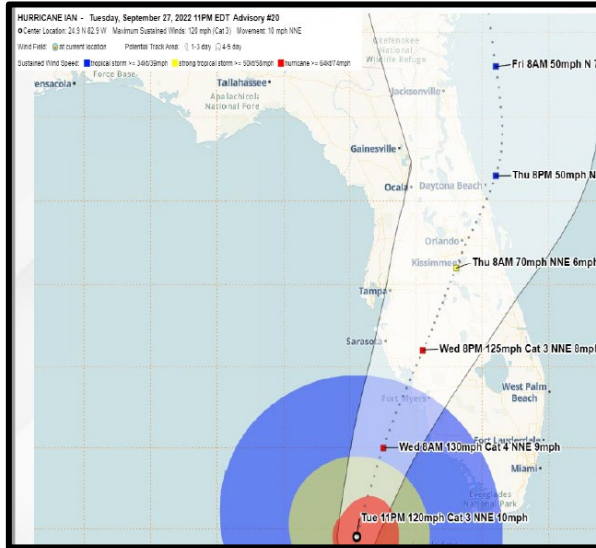 HURRICANE IAN - Tuesday, September 27, 2022 11PM EDT Advisory #20
Center Location: 24.9 N 82.9 W Maximum Sustained Winds: 120 mph (Cat 3) Movement: 10 mph NNE
Wind Field: at current location Potential Track Area: 1-3 day 4-5 day
Sustained Wind Speed: tropical storm >= 34kt/39mph strong tropical storm >= 50kt/58mph hurricane >= 64kt/74mph
Okefenokee
National
Wildlife Refuge
Fri 8AM 50mph N 7
Force Base
ensacola
Tallahassee
Apalachicola
National Forest
Jacksonville
Gainesville
Thu 8PM 50mph N
Ocala
Daytona Beach
Orlando
Kissimmee
Thu 8AM 70mph NNE 6mph
Tampa
Sarasota
Wed 8PM 125mph Cat 3 NNE 8mph
West Palm
Beach
Fort Myers
Fort Lauderdale
Wed 8AM 130mph Cat 4 NNE 9mph
Miami
Everglades
National Park
Tue 11PM 120mph Cat 3 NNE 10mph